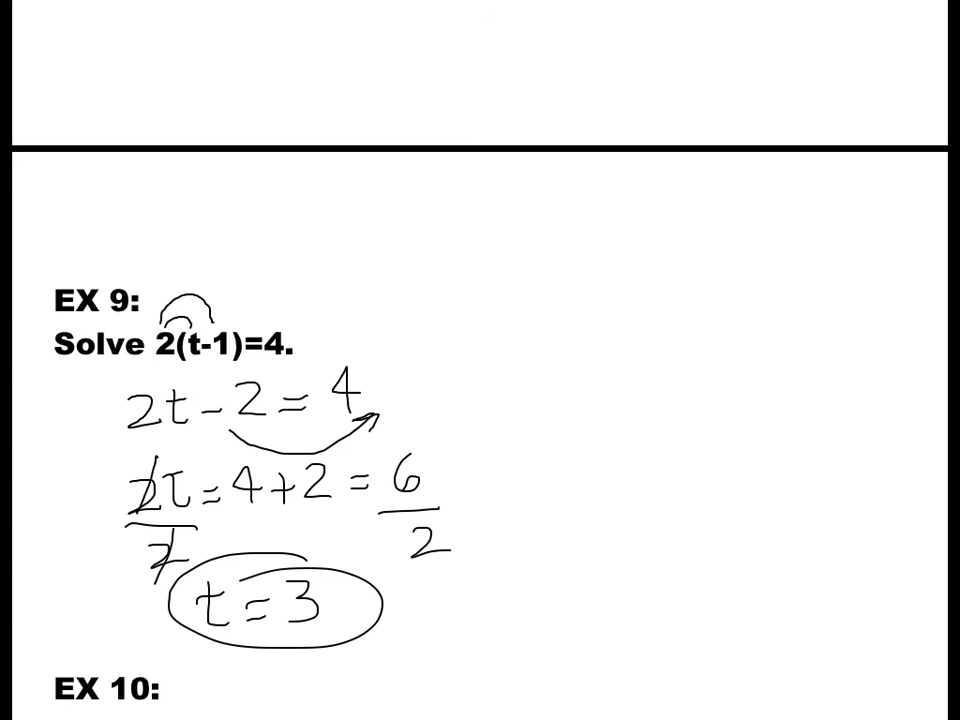 EX 9:
Solve 2(t-1)=4.
2t - 2 = 4
2t = 4 + 2 = 6
2 2
t = 3
EX 10: